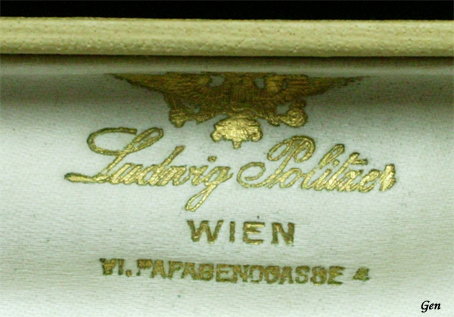 Ludwig Politzer
WIEN
VI. PAPAGENOGASSE 4
Gen